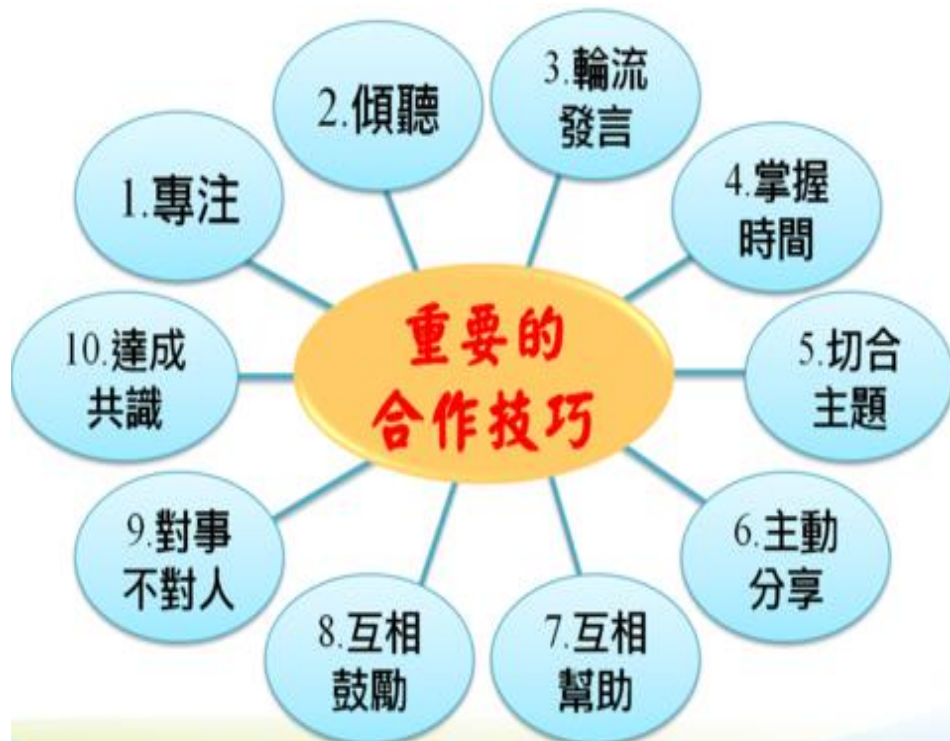 重要的
合作技巧
1.專注
2.傾聽
3.輪流
發言
4.掌握
時間
5.切合
主題
6.主動
分享
7.互相
幫助
8.互相
鼓勵
9.對事
不對人
10.達成
共識